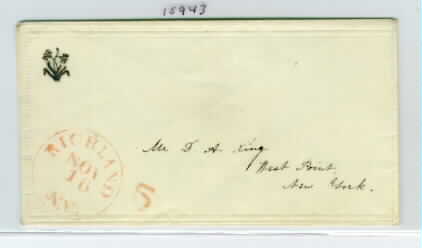 15943
RICHLAND
NOV
16
Mr D. A. King
West Point,
New York.
5